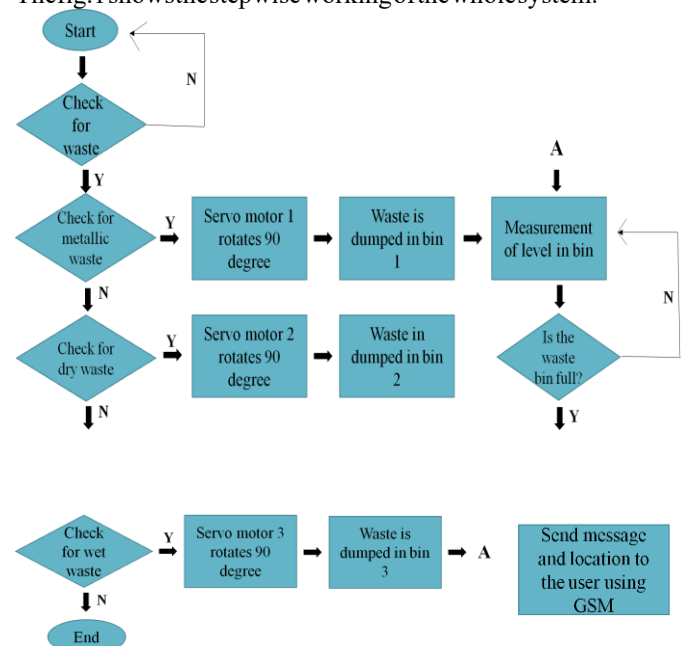 Thefig.1showsthestepwiseworkingofthewholesystem.
Start
N
Check
for
waste
Y
A
Check for
metallic
waste
Y
Servo motor 1
rotates 90
degree
Waste is
dumped in bin
1
Measurement
of level in bin
N
N
Check for
dry waste
Y
Servo motor 2
rotates 90
degree
Waste in
dumped in bin
2
Is the
waste
bin full?
N
Y
Check
for wet
waste
Y
Servo motor 3
rotates 90
degree
Waste is
dumped in bin
3
A
Send message
and location to
the user using
GSM
N
End